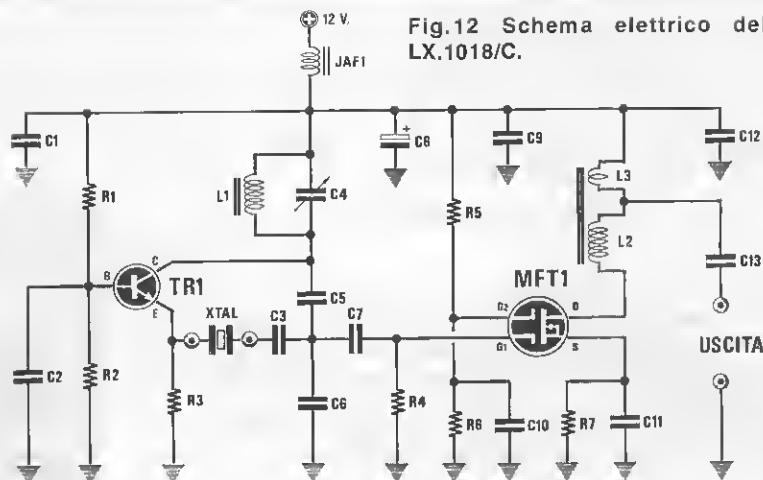 12 V.
Fig.12 Schema elettrico del
LX.1018/C.
JAF1
C1
R1
L1
C4
C8
C9
C12
R5
L3
L2
C13
B
C
E
TR1
C5
MFT1
XTAL
C3
C7
G2
G1
D
S
USCITA
C2
R2
R3
C6
R4
R6
C10
R7
C11